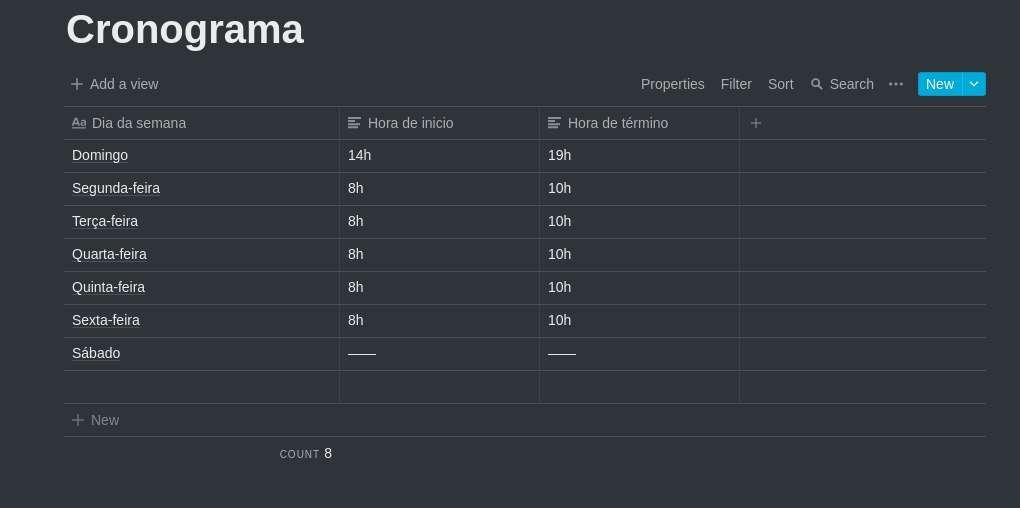 Cronograma
Add a view Properties Filter Sort Search New
Aa Dia da semana Hora de inicio Hora de término
Domingo 14h 19h
Segunda-feira 8h 10h
Terça-feira 8h 10h
Quarta-feira 8h 10h
Quinta-feira 8h 10h
Sexta-feira 8h 10h
Sábado —— ——
New
COUNT 8